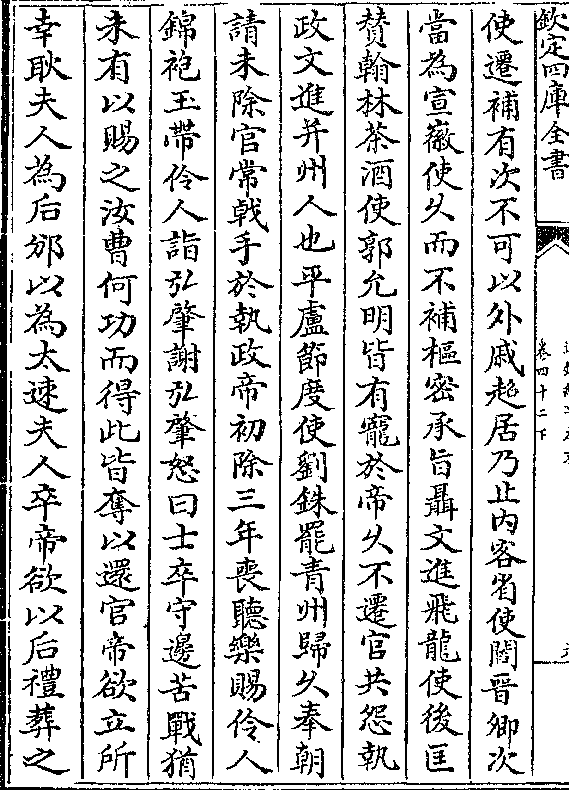 欽定四庫全書
卷四十二下
使遷補有次不可以外戚超居乃止内客省使閻晉卿次
當為宣徽使乆而不補樞密承旨聶文進飛龍使後匡
賛翰林茶酒使郭允明皆有寵於帝乆不遷官共怨執
政文進并州人也平盧節度使劉銖罷青州歸乆奉朝
請未除官常戟手於執政帝初除三年喪聽樂賜伶人
錦袍玉帶伶人詣弘肇謝弘肇怒曰士卒守邊苦戰猶
未有以賜之汝曹何功而得此皆奪以還官帝欲立所
幸耿夫人為后邠以為太速夫人卒帝欲以后禮葬之